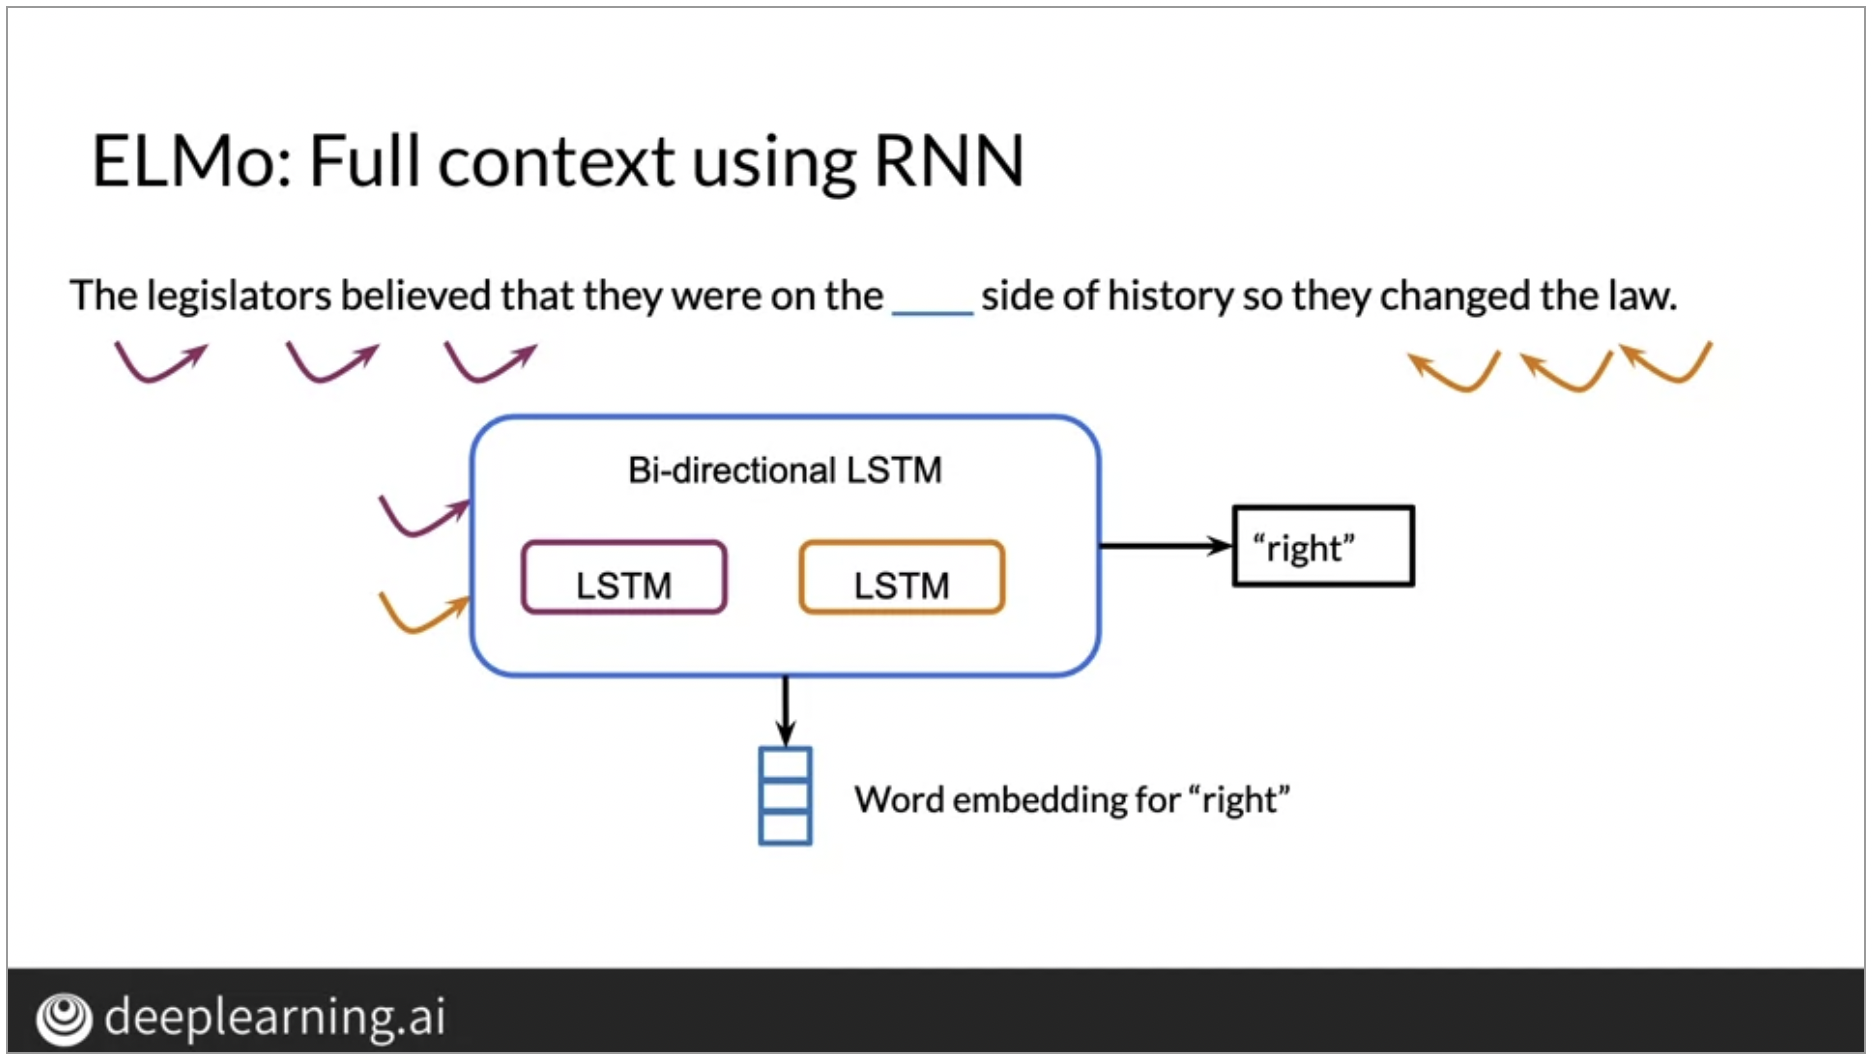 ELMo: Full context using RNN
The legislators believed that they were on the ____ side of history so they changed the law.
Bi-directional LSTM
LSTM
LSTM
“right”
Word embedding for “right”
deeplearning.ai